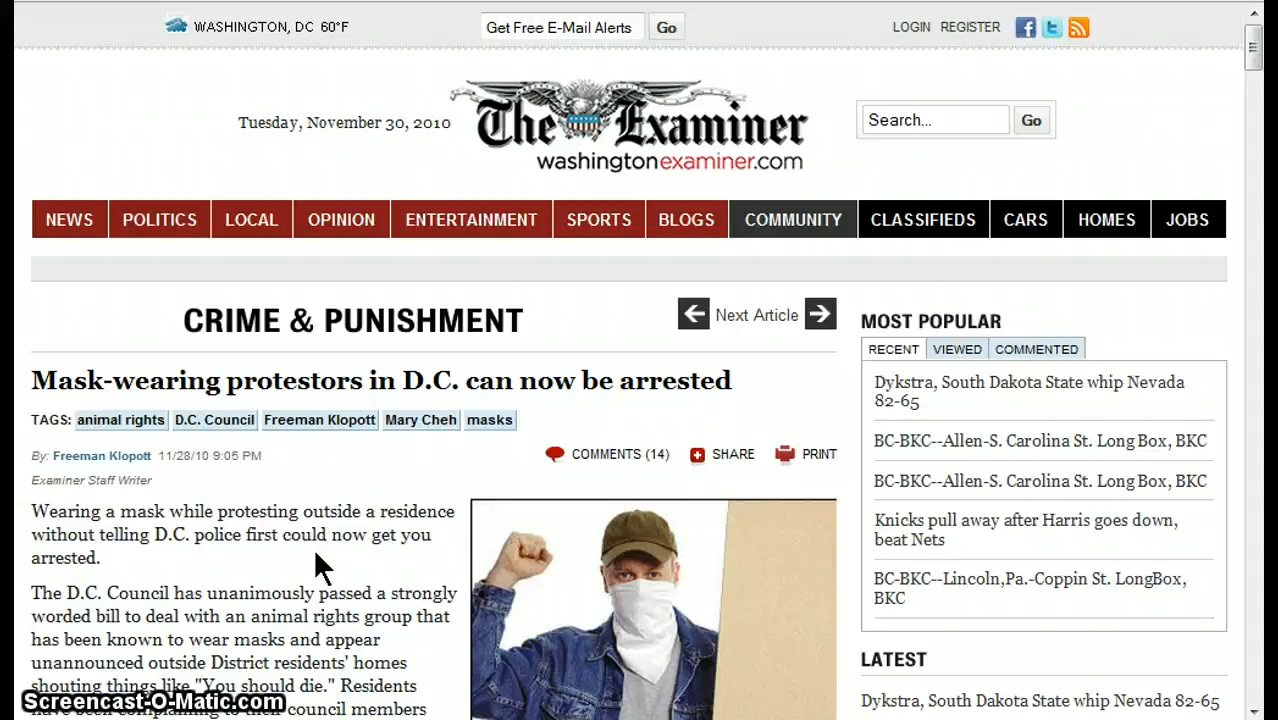 WASHINGTON, DC 60°F
Get Free E-Mail Alerts
Go
LOGIN REGISTER
Tuesday, November 30, 2010
The Examiner
washingtonexaminer.com
Search...
Go
NEWS POLITICS LOCAL OPINION ENTERTAINMENT SPORTS BLOGS COMMUNITY CLASSIFIEDS CARS HOMES JOBS
CRIME & PUNISHMENT
Next Article
Mask-wearing protestors in D.C. can now be arrested
TAGS: animal rights D.C. Council Freeman Klopott Mary Cheh masks
By: Freeman Klopott 11/28/10 9:05 PM
Examiner Staff Writer
COMMENTS (14) SHARE PRINT
Wearing a mask while protesting outside a residence
without telling D.C. police first could now get you
arrested.
The D.C. Council has unanimously passed a strongly
worded bill to deal with an animal rights group that
has been known to wear masks and appear
unannounced outside District residents' homes
shouting things like "You should die." Residents
have been complaining to their council members
MOST POPULAR
RECENT VIEWED COMMENTED
Dykstra, South Dakota State whip Nevada
82-65
BC-BKC--Allen-S. Carolina St. Long Box, BKC
BC-BKC--Allen-S. Carolina St. Long Box, BKC
Knicks pull away after Harris goes down,
beat Nets
BC-BKC--Lincoln,Pa.-Coppin St. LongBox,
BKC
LATEST
Dykstra, South Dakota State whip Nevada 82-65
Screencast-O-Matic.com